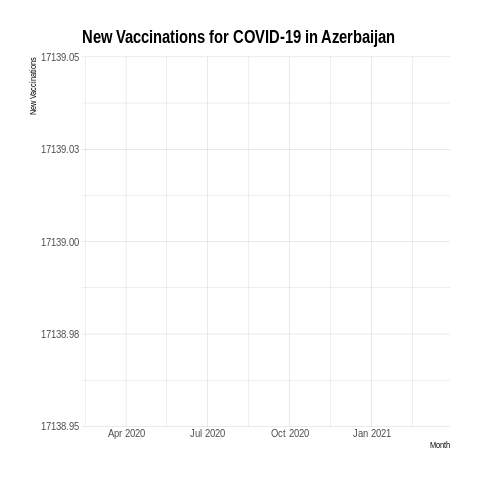 New Vaccinations for COVID-19 in Azerbaijan
New Vaccinations
17139.05
17139.03
17139.00
17138.98
17138.95
Apr 2020 Jul 2020 Oct 2020 Jan 2021
Month